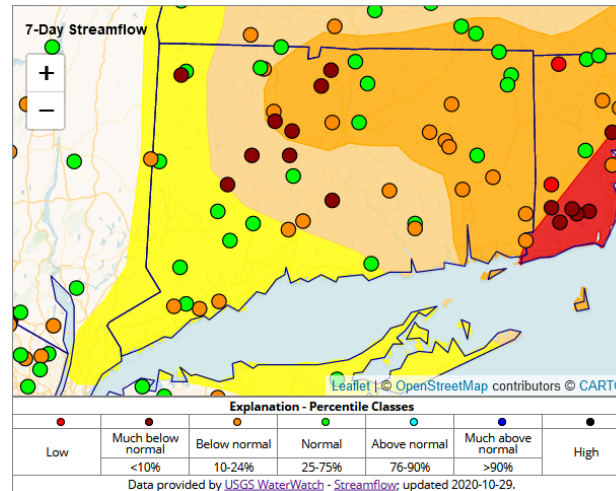 7-Day Streamflow
+
−
Leaflet | © OpenStreetMap contributors © CARTO
Explanation - Percentile Classes
Low Much below normal Below normal Normal Above normal Much above normal High
<10% 10-24% 25-75% 76-90% >90%
Data provided by USGS WaterWatch - Streamflow; updated 2020-10-29.